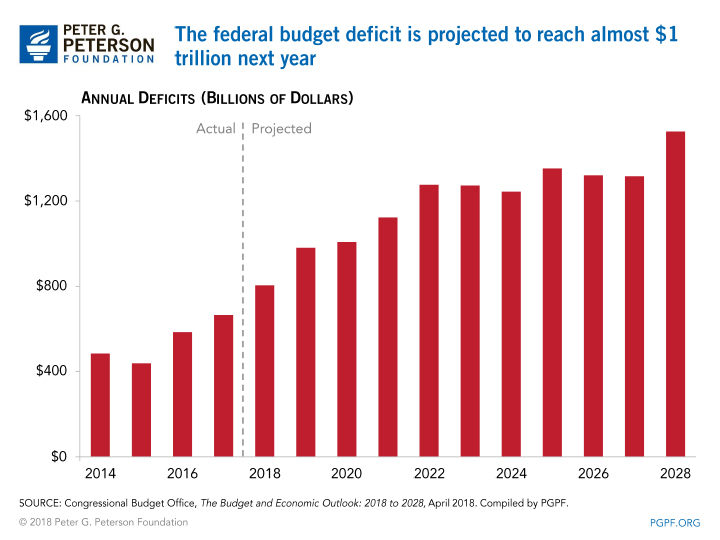 PETER G.
PETERSON
FOUNDATION
The federal budget deficit is projected to reach almost $1
trillion next year
ANNUAL DEFICITS (BILLIONS OF DOLLARS)
$1,600
Actual
Projected
$1,200
$800
$400
$0
2014 2016 2018 2020 2022 2024 2026 2028
SOURCE: Congressional Budget Office, The Budget and Economic Outlook: 2018 to 2028, April 2018. Compiled by PGPF.
© 2018 Peter G. Peterson Foundation
PGPF.ORG